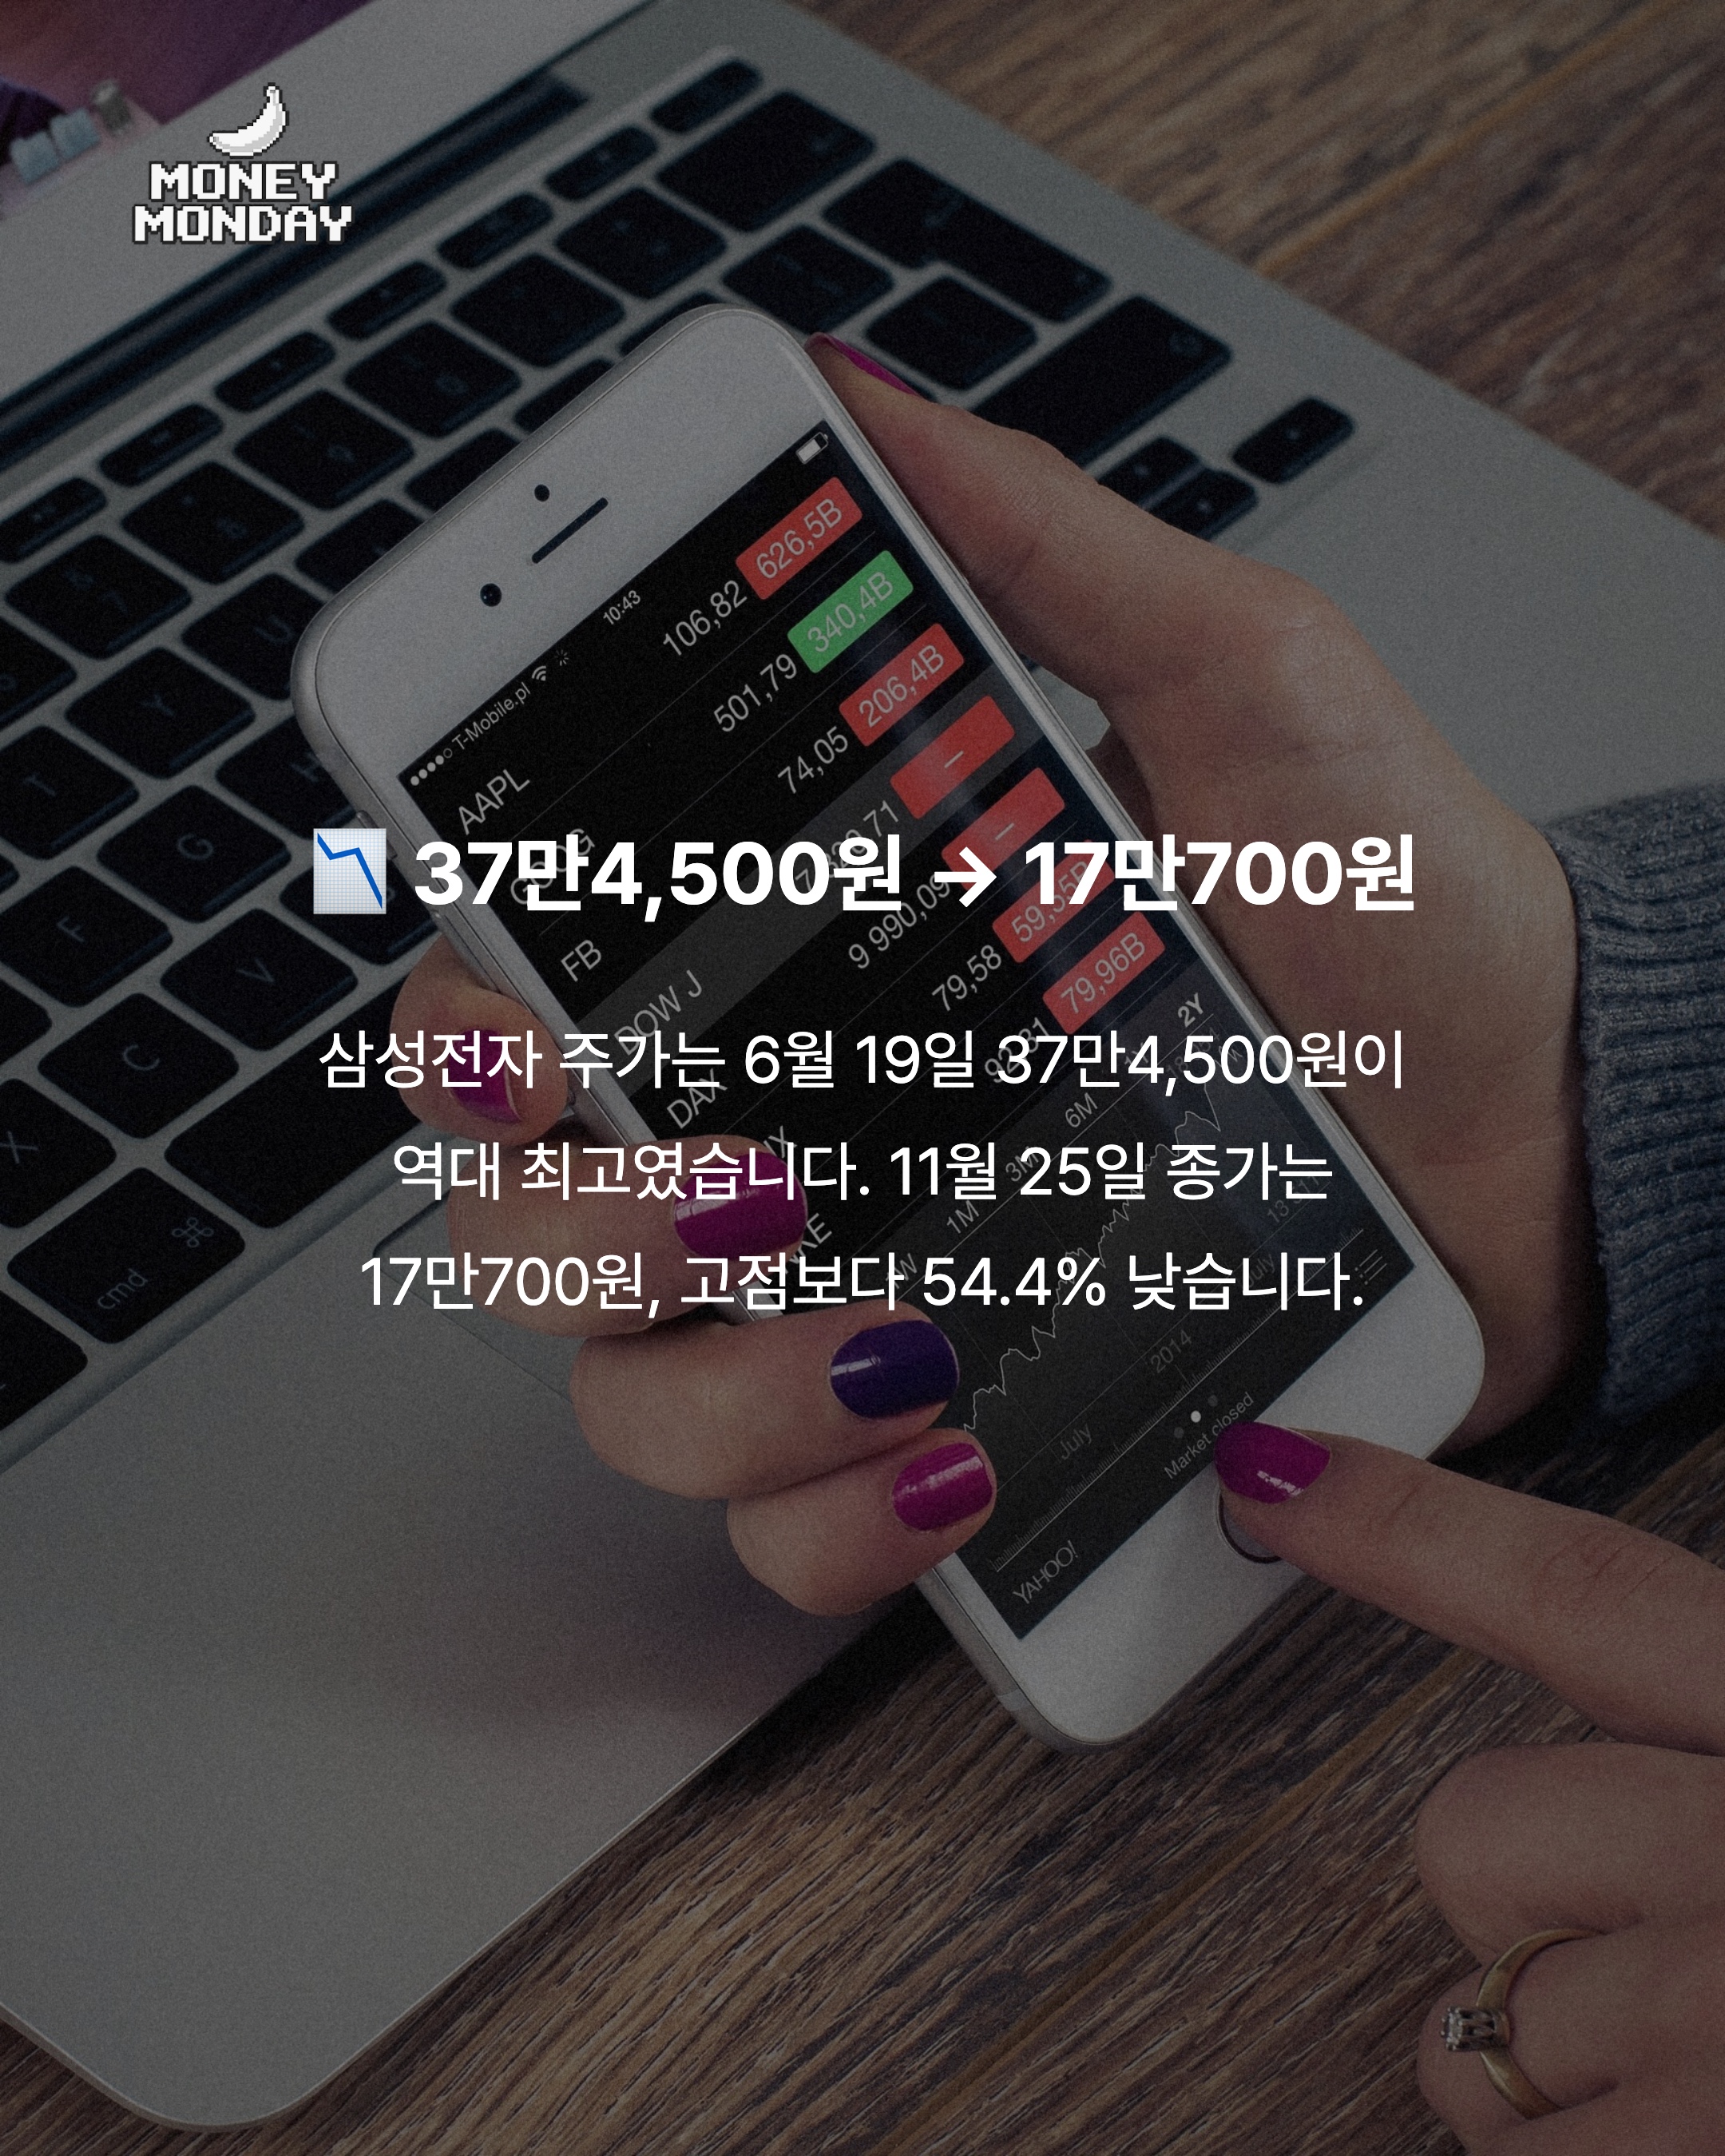 MONEY
MONDAY
📉 37만4,500원 → 17만700원
삼성전자 주가는 6월 19일 37만4,500원이
역대 최고였습니다. 11월 25일 종가는
17만700원, 고점보다 54.4% 낮습니다.
T-Mobile.pl 10:43
AAPL 106,82 626,5B
501,79 340,4B
FB 74,05 206,4B
DOW J
DAX 9 990,09
79,58 59,55B
79,96B
1M 3M 6M 2Y
July 2014
YAHOO! Market closed
cmd ⌘
T
Y
U
F
G
H
X
C
V